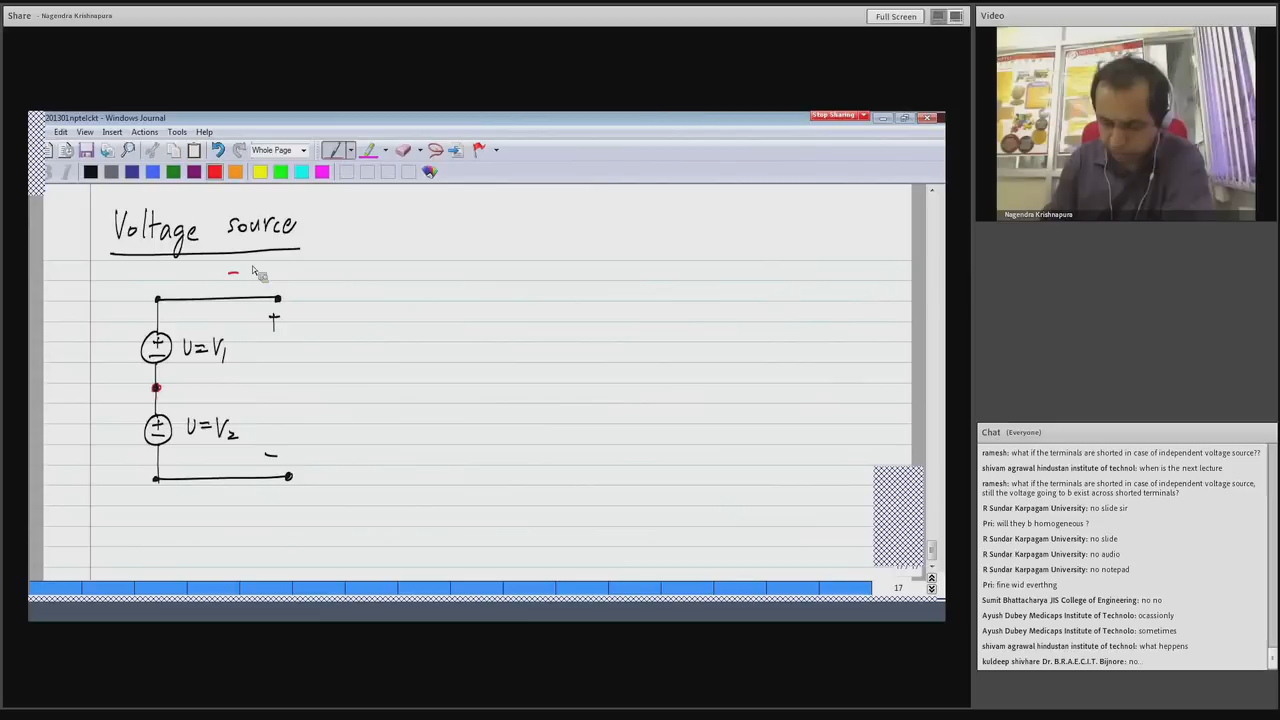 Share - Nagendra Krishnapura
Full Screen
Video
201301nptelckt - Windows Journal
Stop Sharing
Edit View Insert Actions Tools Help
Whole Page
Voltage source
-
+
+
-
υ=V1
+
-
υ=V2
-
17
Nagendra Krishnapura
Chat (Everyone)
ramesh: what if the terminals are shorted in case of independent voltage source??
shivam agrawal hindustan institute of technol: when is the next lecture
ramesh: what if the terminals are shorted in case of independent voltage source,
still the voltage going to b exist across shorted terminals?
R Sundar Karpagam University: no slide sir
Pri: will they b homogeneous ?
R Sundar Karpagam University: no slide
R Sundar Karpagam University: no audio
R Sundar Karpagam University: no notepad
Pri: fine wid everthng
Sumit Bhattacharya JIS College of Engineering: no no
Ayush Dubey Medicaps Institute of Technolo: ocassionly
Ayush Dubey Medicaps Institute of Technolo: sometimes
shivam agrawal hindustan institute of technol: what heppens
kuldeep shivhare Dr. B.R.A.E.C.I.T. Bijnore: no...